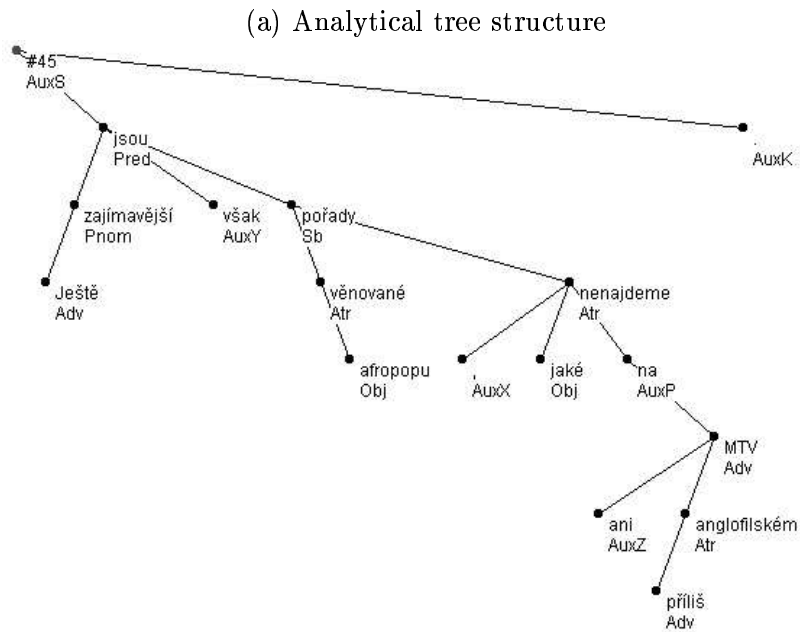 (a) Analytical tree structure
#45
AuxS
jsou
Pred
.
AuxK
zajímavější
Pnom
však
AuxY
pořady
Sb
Ještě
Adv
věnované
Atr
nenajdeme
Atr
afropopu
Obj
,
AuxX
jaké
Obj
na
AuxP
MTV
Adv
ani
AuxZ
anglofilském
Atr
příliš
Adv